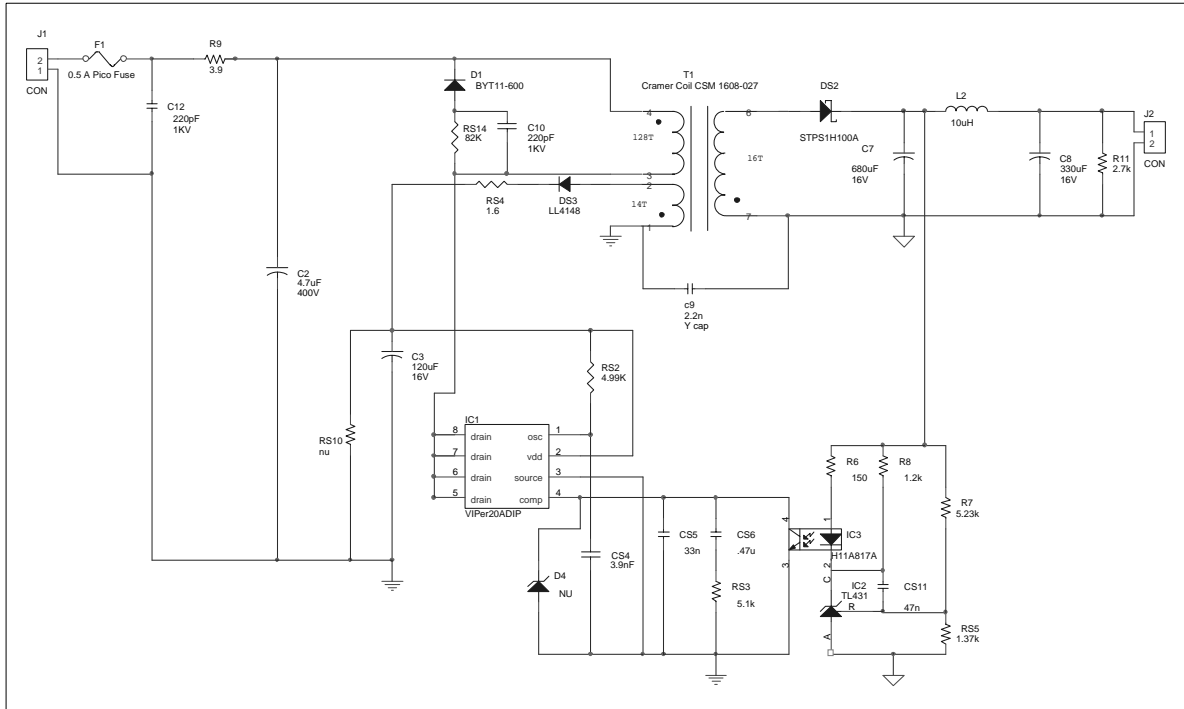 J1
2
1
CON
F1
0.5 A Pico Fuse
R9
3.9
C12
220pF
1KV
D1
BYT11-600
RS14
82K
C10
220pF
1KV
T1
Cramer Coil CSM 1608-027
4
128T
3
2
14T
1
6
16T
7
DS2
STPS1H100A
L2
10uH
C7
680uF
16V
C8
330uF
16V
R11
2.7k
J2
1
2
CON
RS4
1.6
DS3
LL4148
C2
4.7uF
400V
c9
2.2n
Y cap
C3
120uF
16V
RS2
4.99K
RS10
nu
IC1
8 drain osc 1
7 drain vdd 2
6 drain source 3
5 drain comp 4
VIPer20ADIP
R6
150
R8
1.2k
R7
5.23k
CS5
33n
CS6
.47u
4
3
1
2
IC3
H11A817A
CS4
3.9nF
D4
NU
RS3
5.1k
C
IC2
TL431
R
A
CS11
47n
RS5
1.37k